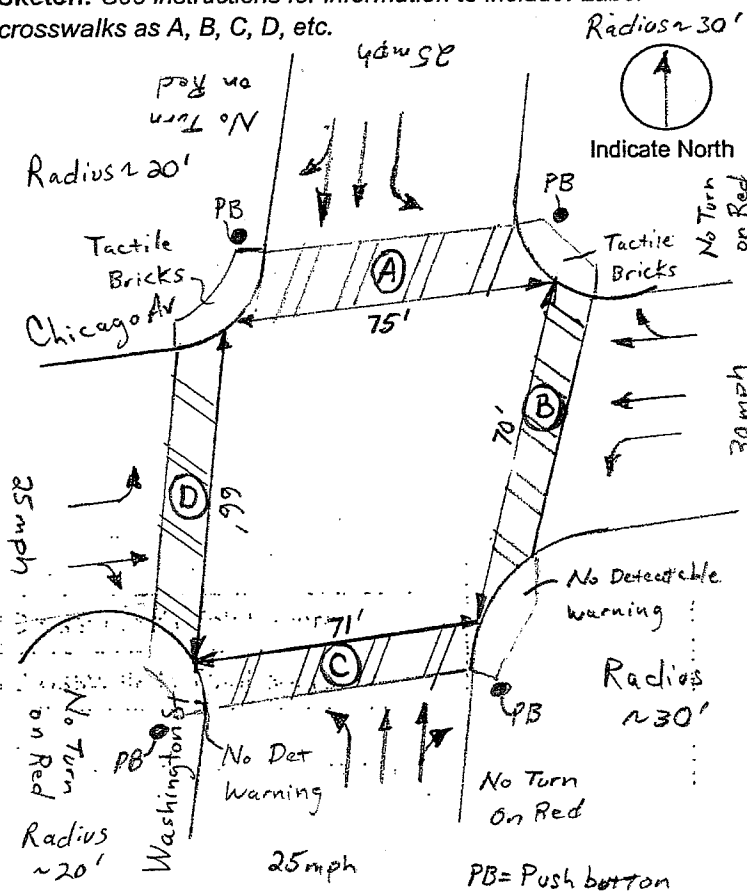 crosswalks as A, B, C, D, etc.
Radius ~ 30'
Indicate North
25 mph
No Turn
on Red
Radius ~ 20'
PB
Tactile
Bricks
Chicago Av
PB
Tactile
Bricks
No Turn
on Red
A
75'
B
70'
30 mph
25 mph
D
66'
71'
C
No Detectable
Warning
Radius
~30'
PB
No Turn
On Red
No Det
Warning
PB
Washington St
No Turn
on Red
Radius
~20'
25 mph
PB = Push button